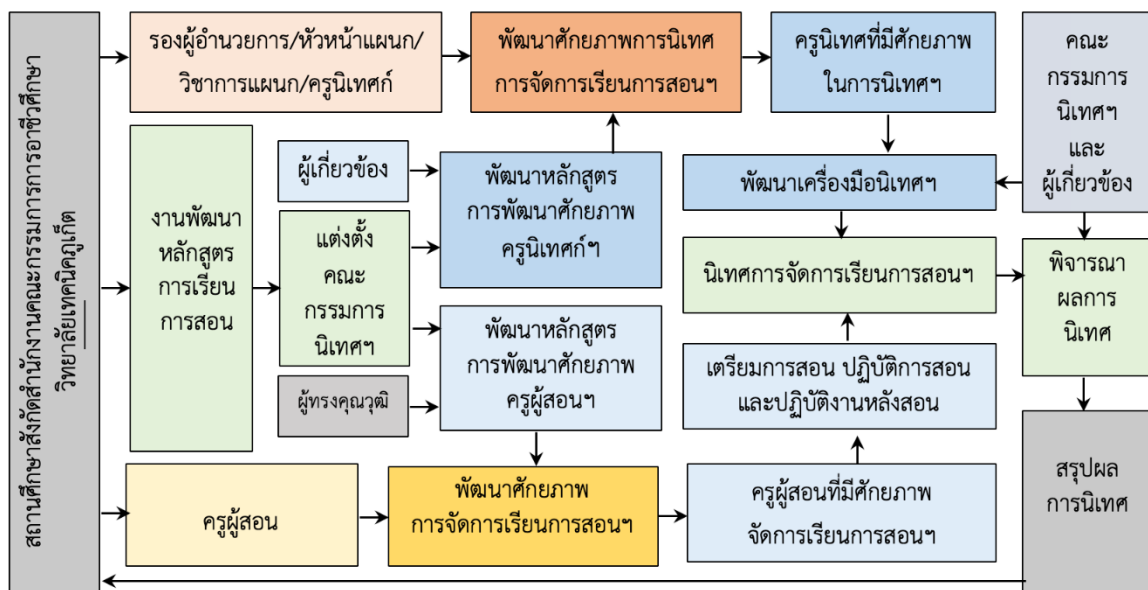 สถานศึกษาสังกัดสำนักงานคณะกรรมการการอาชีวศึกษา
วิทยาลัยเทคนิคภูเก็ต
รองผู้อำนวยการ/หัวหน้าแผนก/
วิชาการแผนก/ครูนิเทศก์
พัฒนาศักยภาพการนิเทศ
การจัดการเรียนการสอนฯ
ครูนิเทศที่มีศักยภาพ
ในการนิเทศฯ
คณะ
กรรมการ
นิเทศฯ
และ
ผู้เกี่ยวข้อง
งานพัฒนา
หลักสูตร
การเรียน
การสอน
ผู้เกี่ยวข้อง
แต่งตั้ง
คณะ
กรรมการ
นิเทศฯ
ผู้ทรงคุณวุฒิ
พัฒนาหลักสูตร
การพัฒนาศักยภาพ
ครูนิเทศก์ฯ
พัฒนาหลักสูตร
การพัฒนาศักยภาพ
ครูผู้สอนฯ
พัฒนาเครื่องมือนิเทศฯ
นิเทศการจัดการเรียนการสอนฯ
เตรียมการสอน ปฏิบัติการสอน
และปฏิบัติงานหลังสอน
พิจารณา
ผลการ
นิเทศ
ครูผู้สอน
พัฒนาศักยภาพ
การจัดการเรียนการสอนฯ
ครูผู้สอนที่มีศักยภาพ
จัดการเรียนการสอนฯ
สรุปผล
การนิเทศ